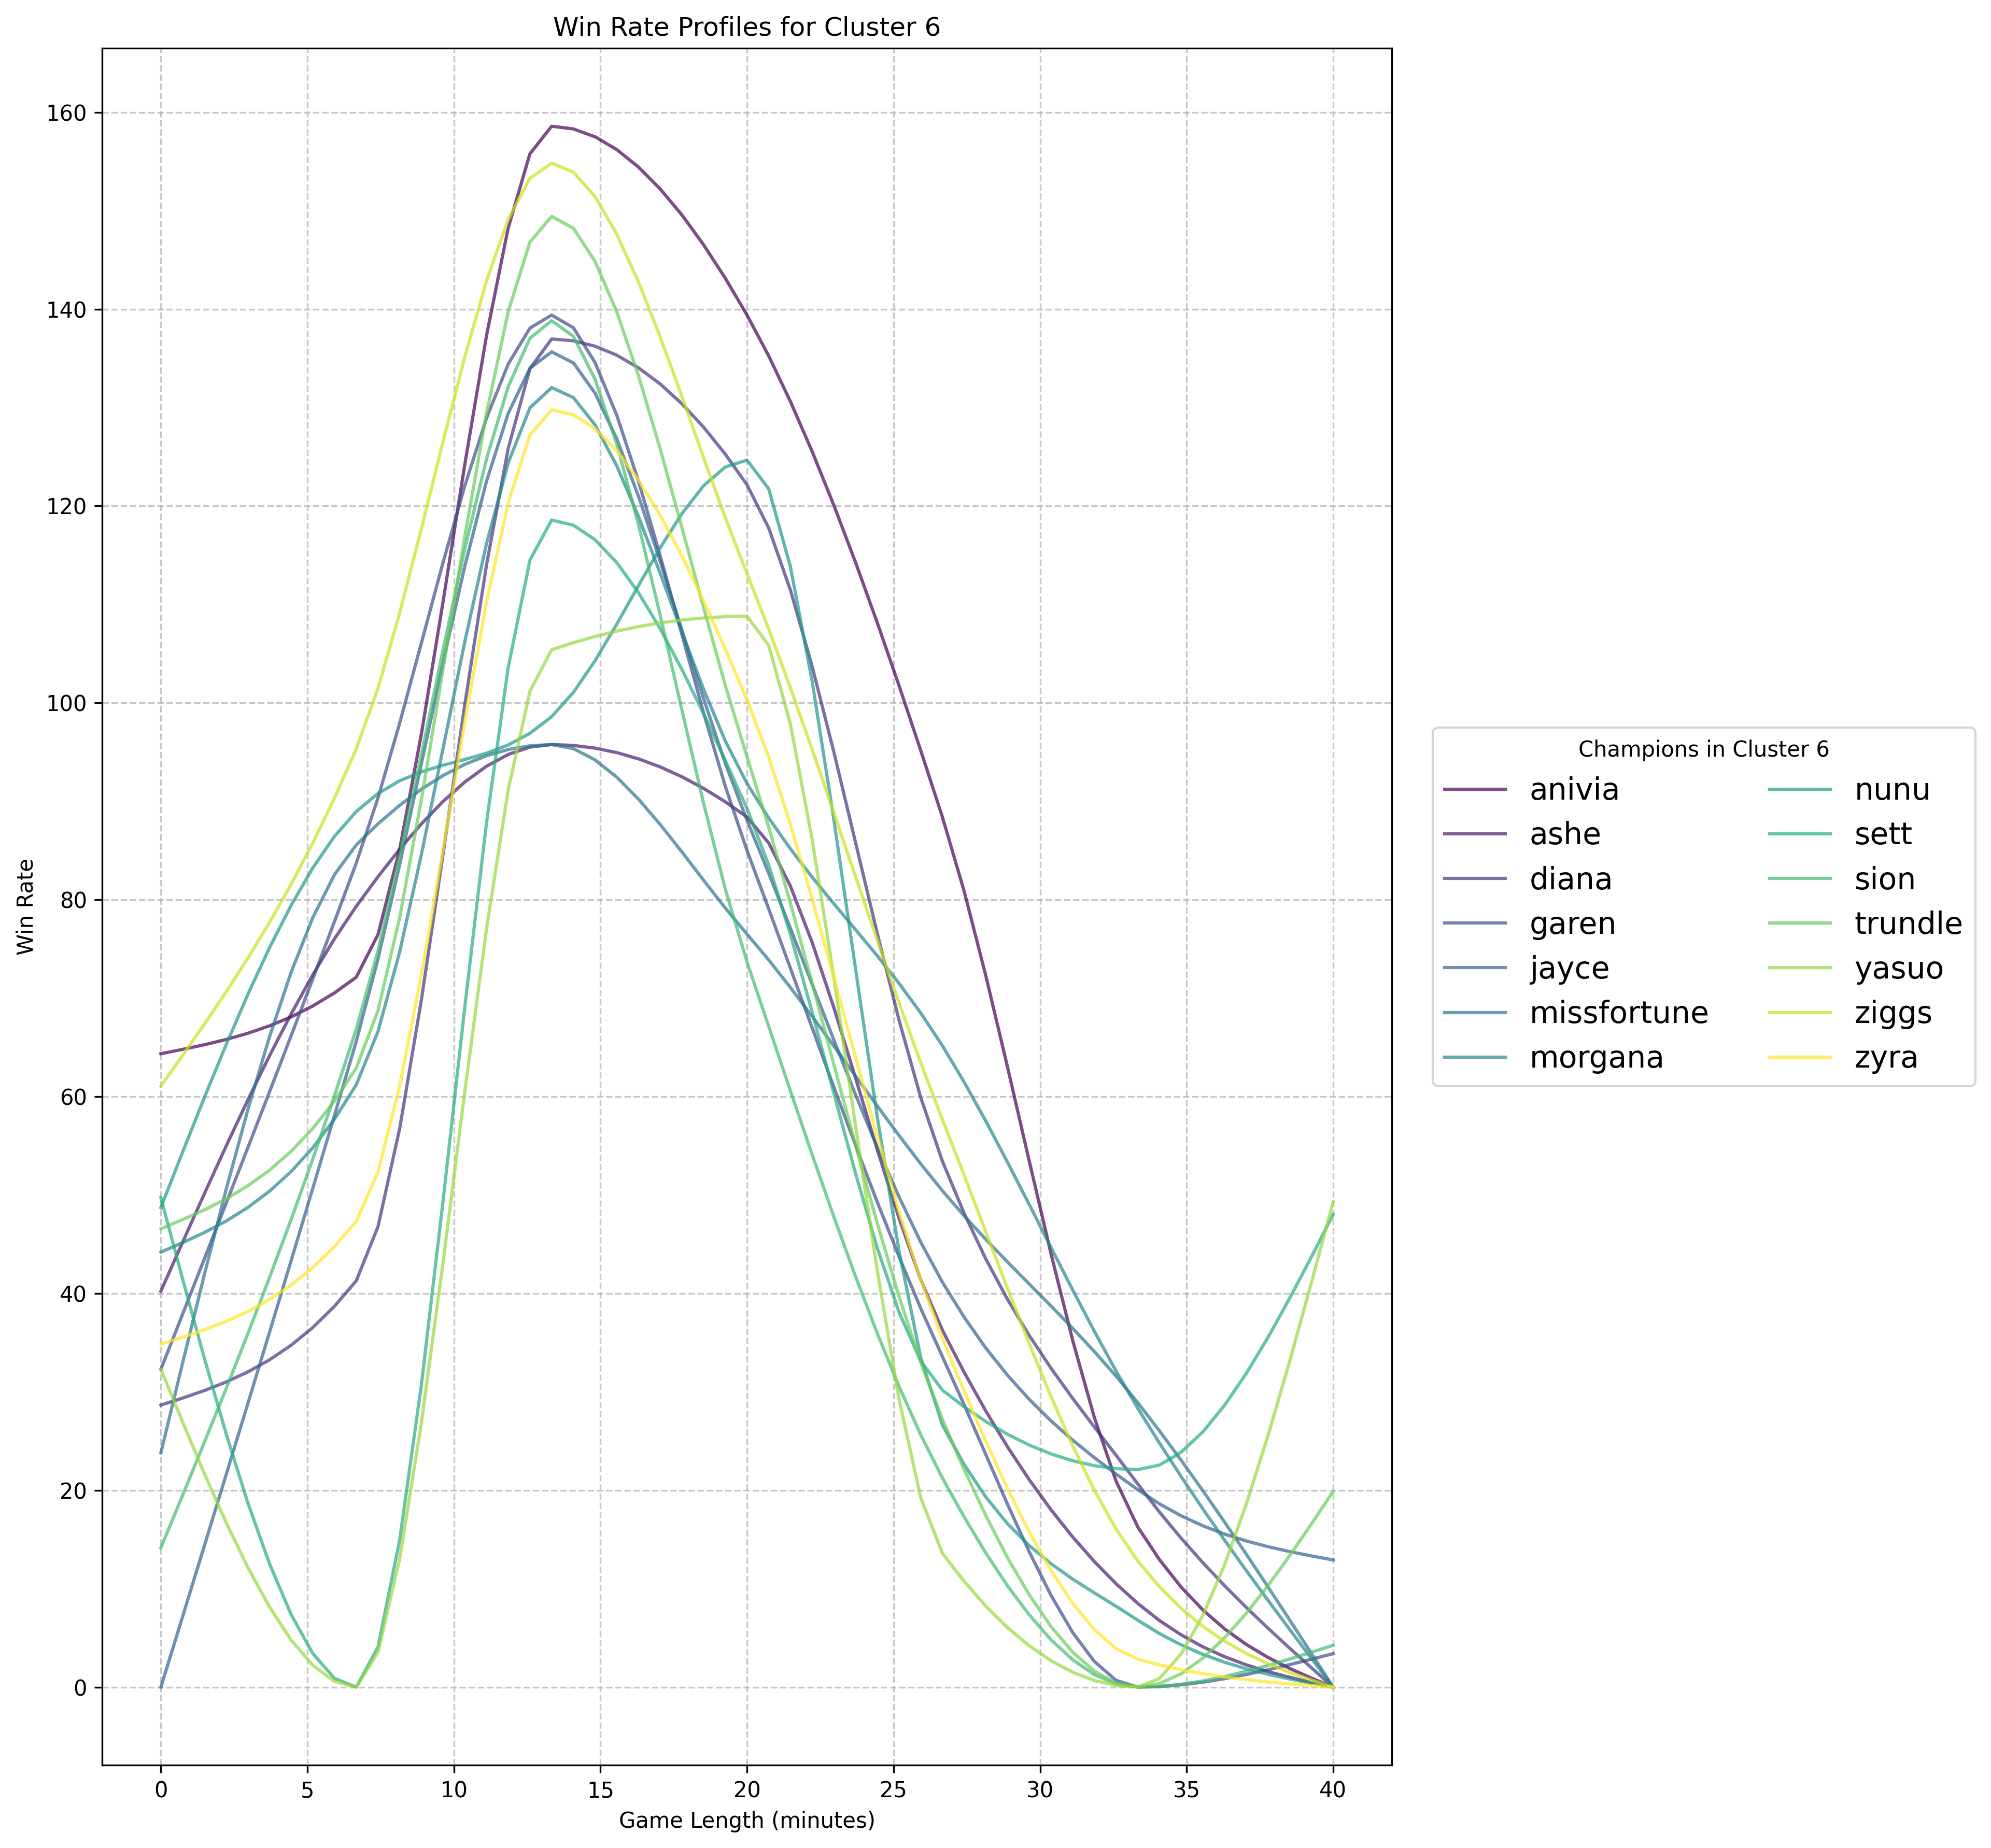 Win Rate Profiles for Cluster 6
160
140
120
100
80
60
40
20
0
Win Rate
0 5 10 15 20 25 30 35 40
Game Length (minutes)
Champions in Cluster 6
anivia
ashe
diana
garen
jayce
missfortune
morgana
nunu
sett
sion
trundle
yasuo
ziggs
zyra